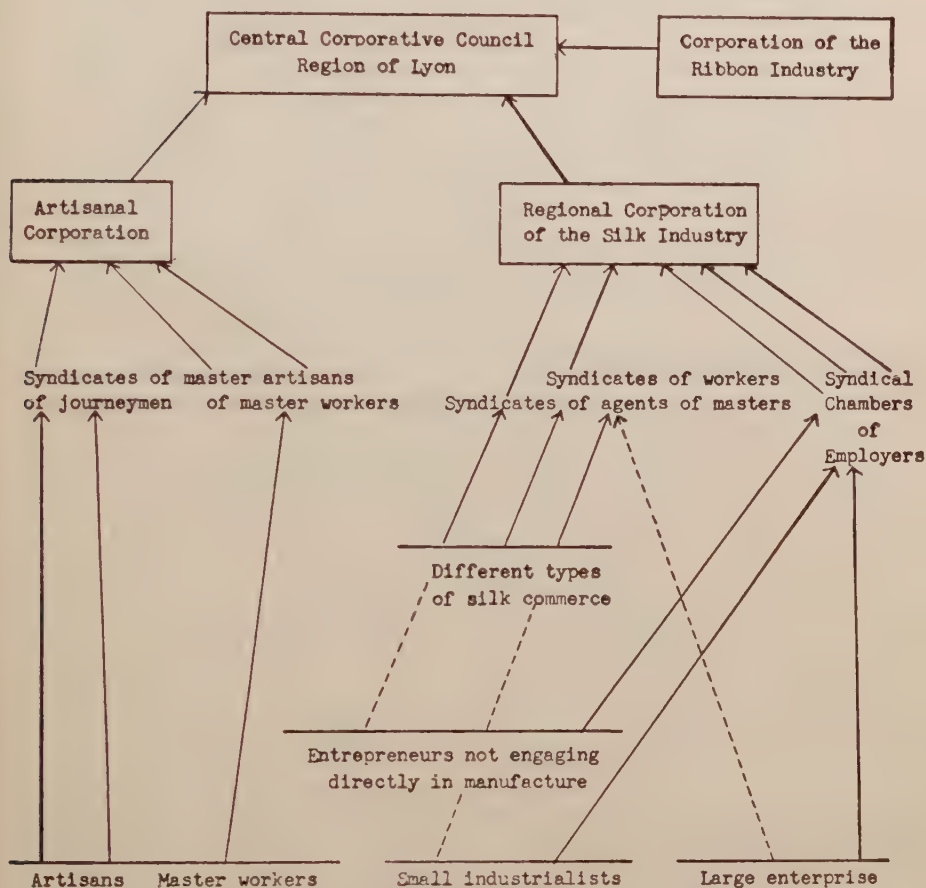 Central Corporative Council
Region of Lyon
Corporation of the
Ribbon Industry
Artisanal
Corporation
Regional Corporation
of the Silk Industry
Syndicates of master artisans
of journeymen of master workers
Syndicates of workers
Syndicates of agents of masters
Syndical
Chambers
of
Employers
Different types
of silk commerce
Entrepreneurs not engaging
directly in manufacture
Artisans Master workers
Small industrialists
Large enterprise